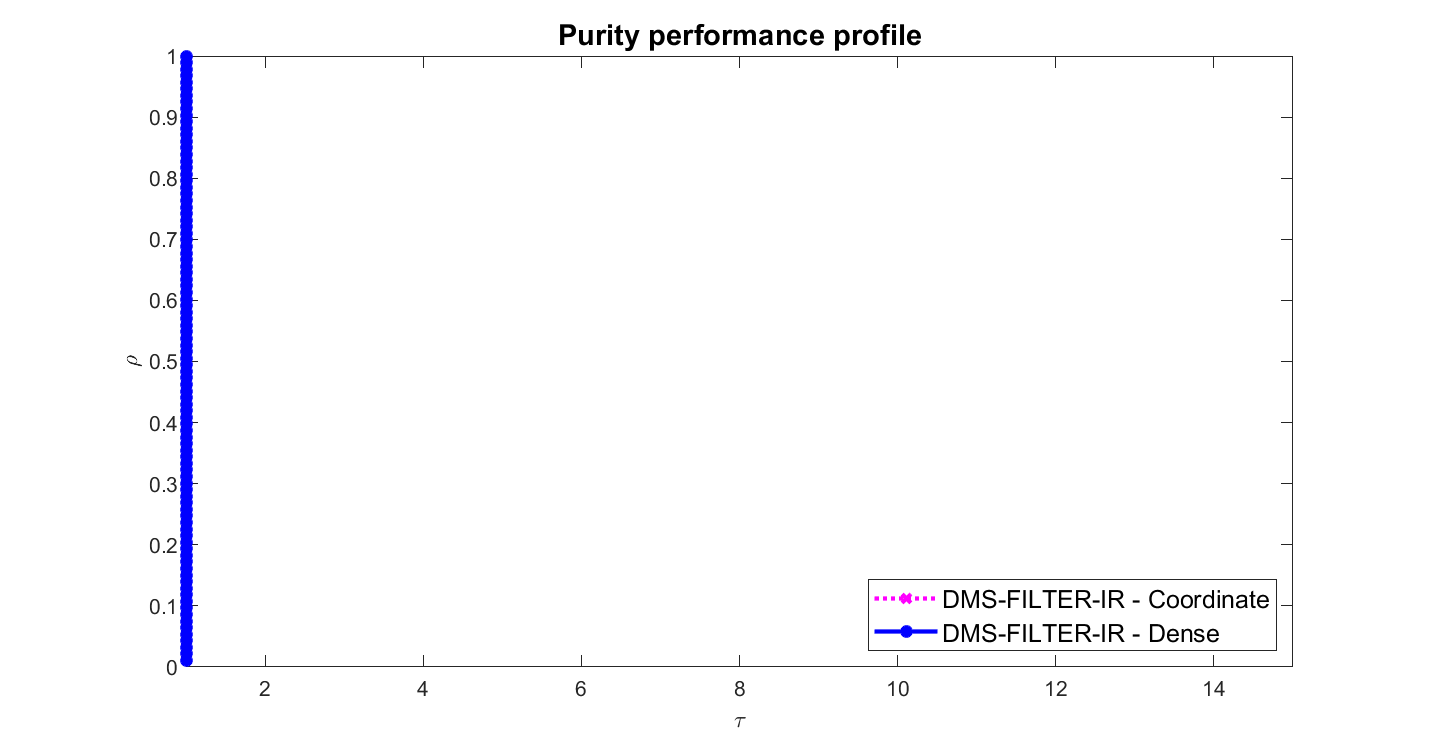 Purity performance profile
1
0.9
0.8
0.7
0.6
0.5
0.4
0.3
0.2
0.1
0
ρ
2 4 6 8 10 12 14
τ
DMS-FILTER-IR - Coordinate
DMS-FILTER-IR - Dense